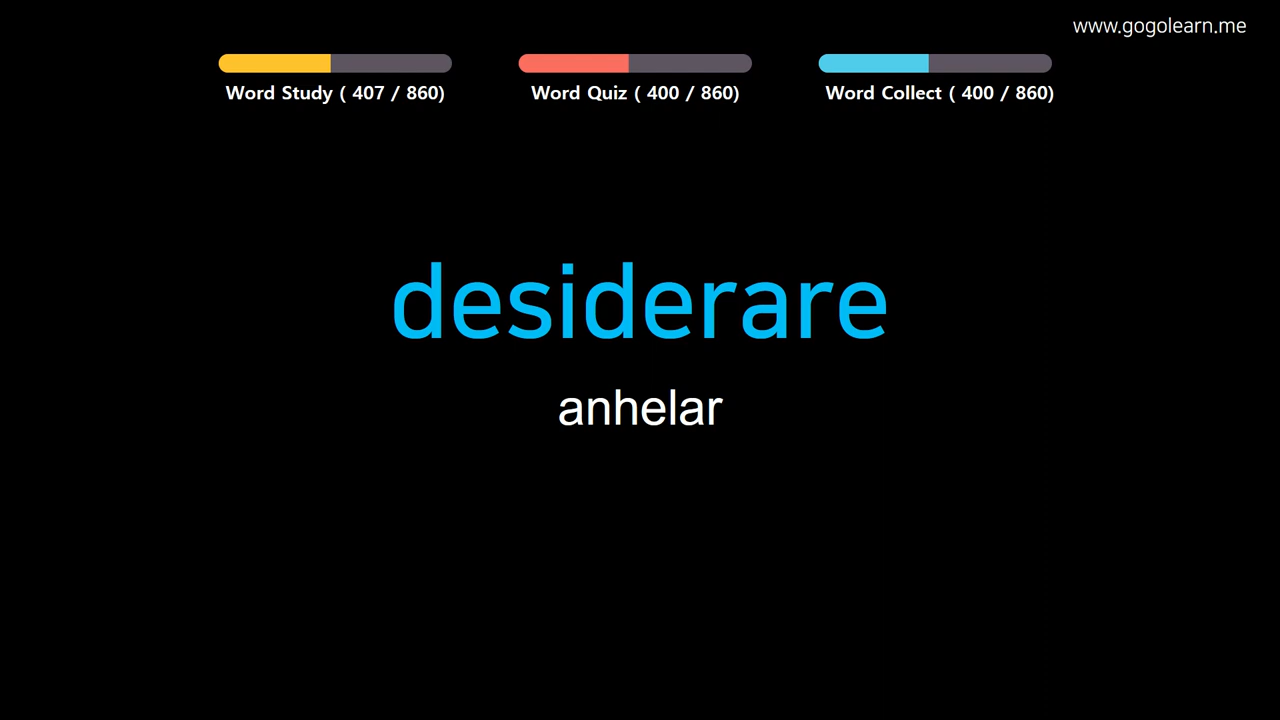 www.gogolearn.me
Word Study ( 407 / 860)
Word Quiz ( 400 / 860)
Word Collect ( 400 / 860)
desiderare
anhelar